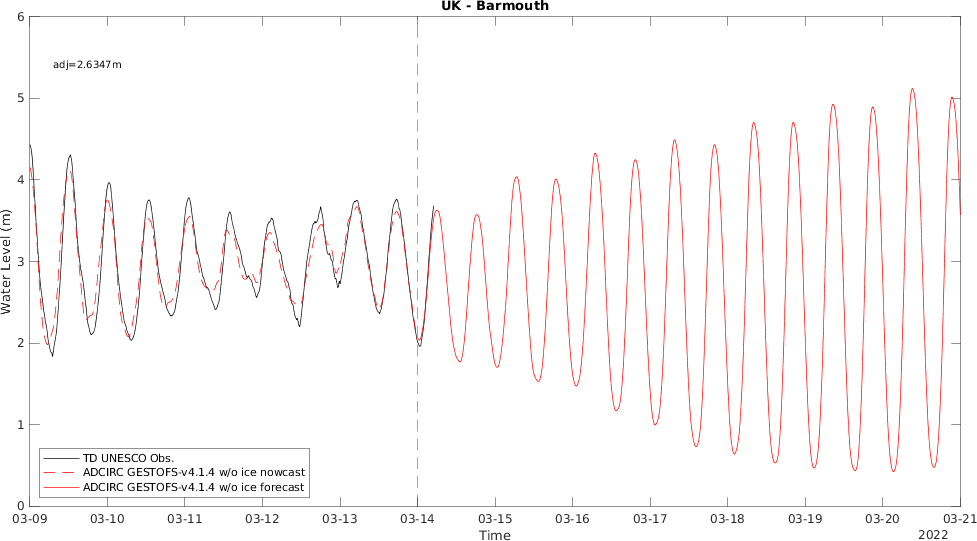 UK - Barmouth
6
adj=2.6347m
5
4
3
2
1
0
Water Level (m)
TD UNESCO Obs.
ADCIRC GESTOFS-v4.1.4 w/o ice nowcast
ADCIRC GESTOFS-v4.1.4 w/o ice forecast
03-09 03-10 03-11 03-12 03-13 03-14 03-15 03-16 03-17 03-18 03-19 03-20 03-21
Time
2022